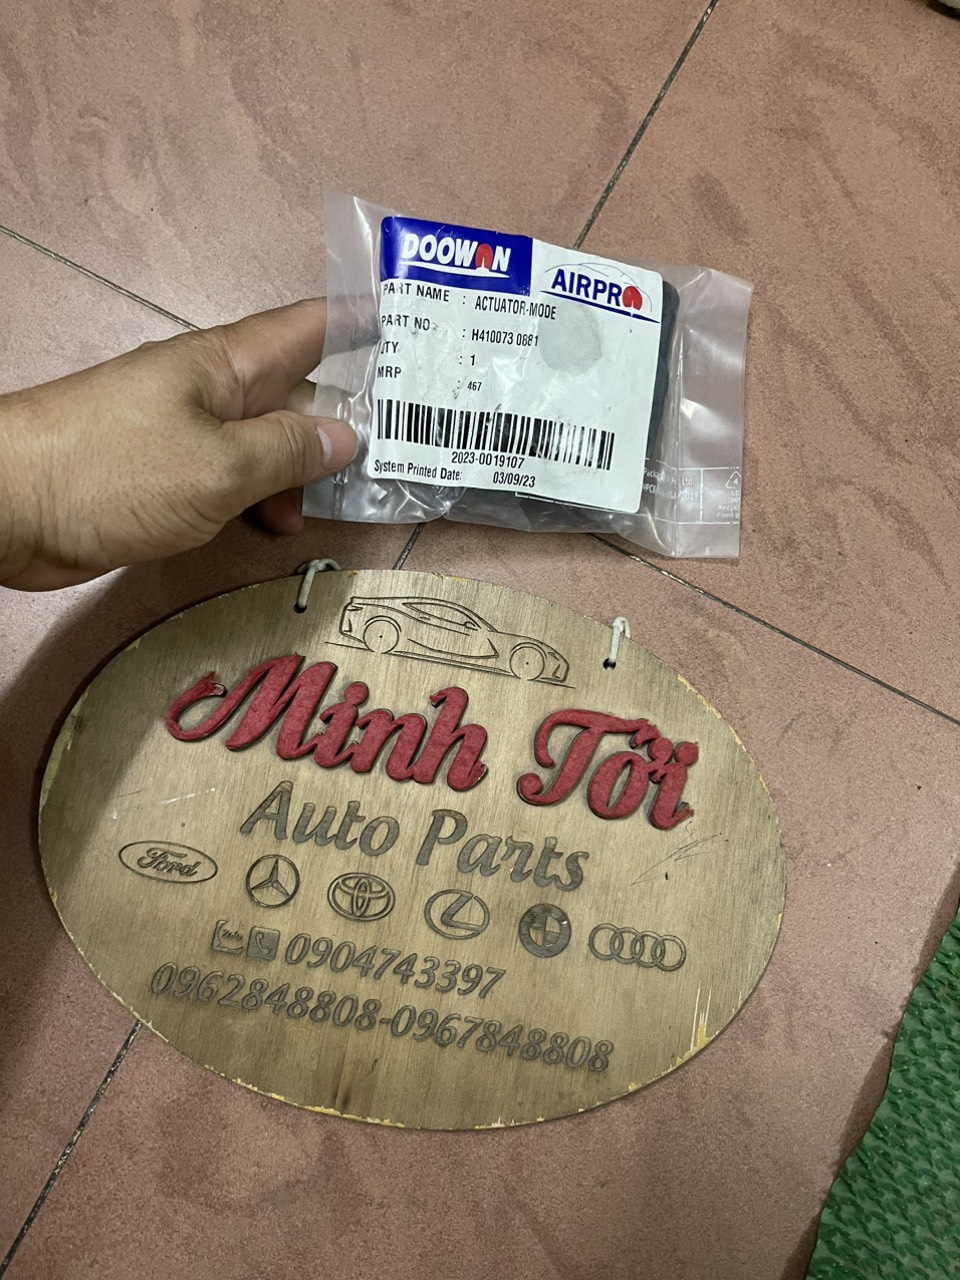 DOOWON
AIRPRO
PART NAME : ACTUATOR-MODE
PART NO : H410073 0881
QTY : 1
MRP : 467
2023-0019107
System Printed Date: 03/09/23
Minh Tới
Auto Parts
Ford
Zalo 0904743397
0962848808-0967848808